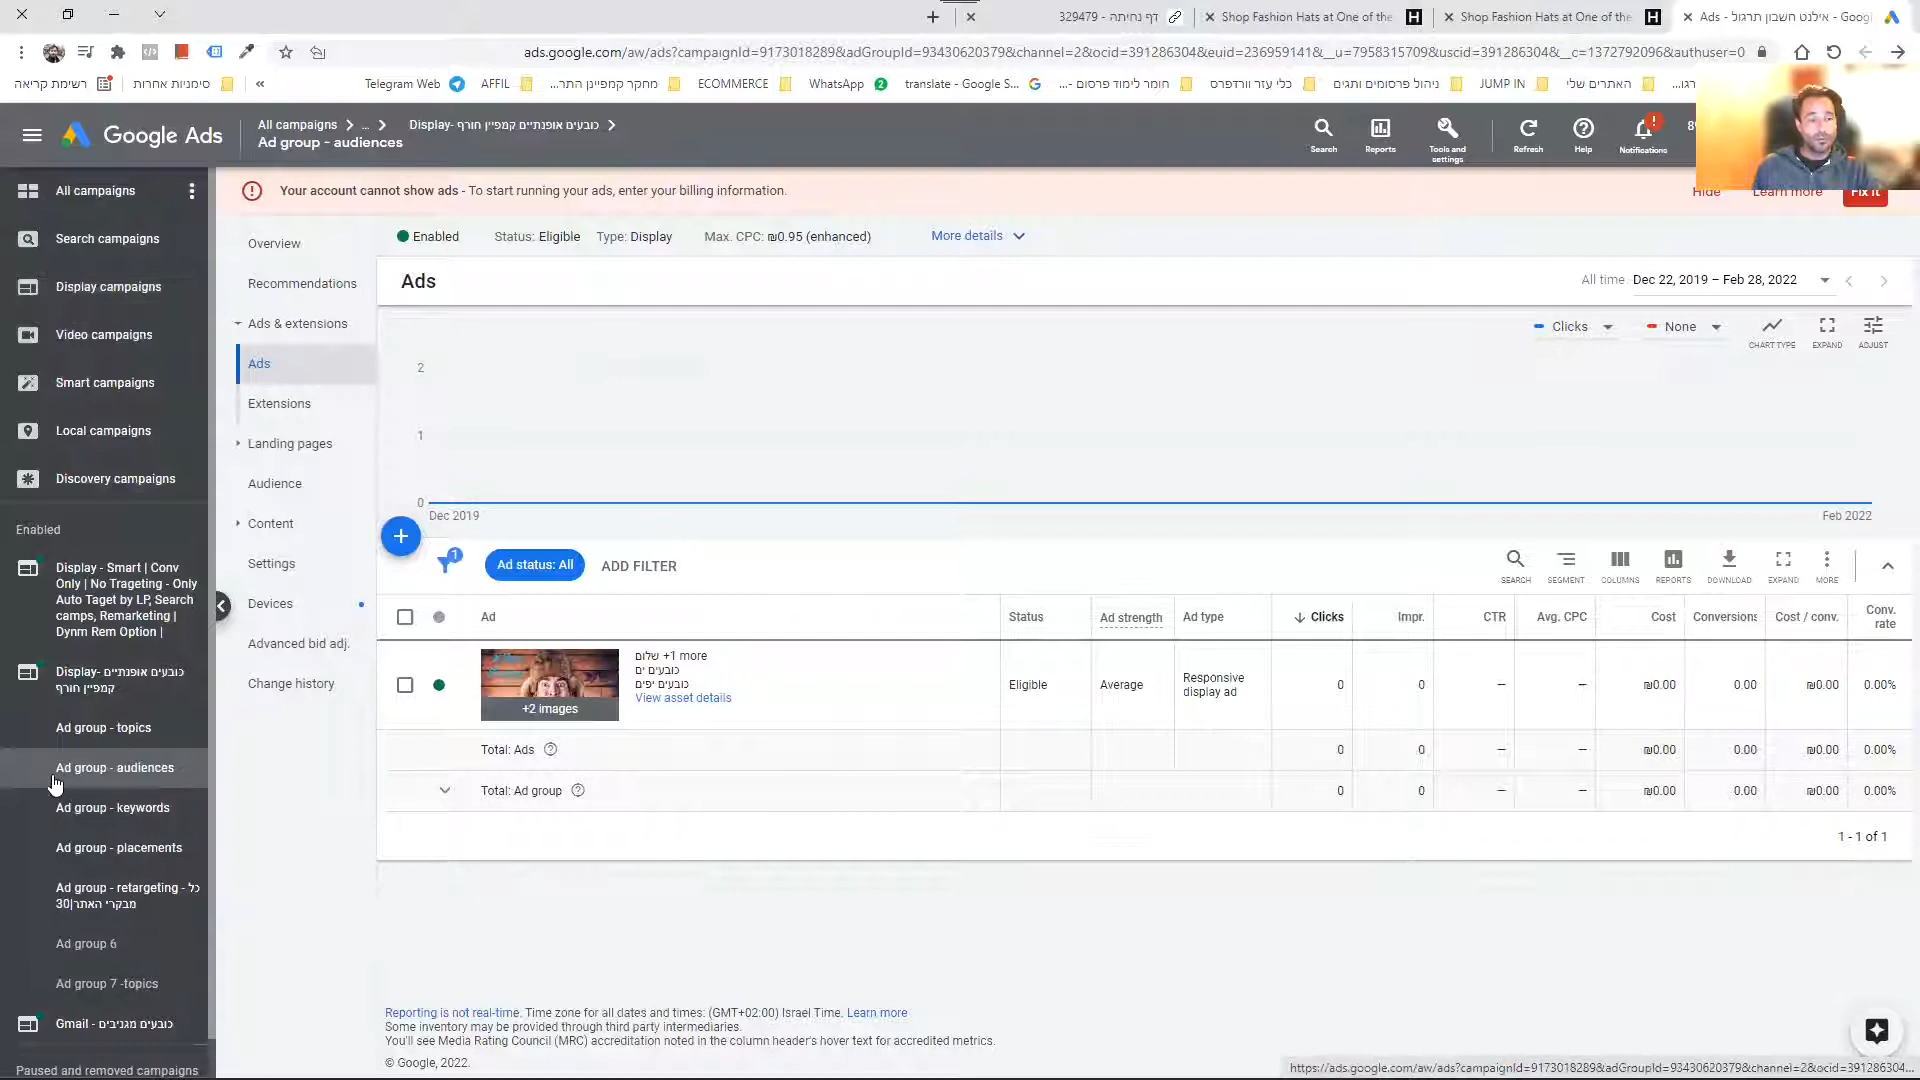 דף נחיתה - 329479
Shop Fashion Hats at One of the
Shop Fashion Hats at One of the
אילנט חשבון תרגול - Ads - Goog
ads.google.com/aw/ads?campaignId=9173018289&adGroupId=93430620379&channel=2&ocid=391286304&euid=236959141&__u=7958315709&uscid=391286304&__c=1372792096&authuser=0
רשימת קריאה
סימניות אחרות
«
Telegram Web
AFFIL
מחקר קמפיינן התר...
ECOMMERCE
WhatsApp
2
translate - Google S...
חומר לימוד פרסום -...
כלי עזר וורדפרס
ניהול פרסומים ותגים
JUMP IN
האתרים שלי
Google Ads
All campaigns > ... > Display- כובעים אופנתיים קמפיין חורף >
Ad group - audiences
Search
Reports
Tools and settings
Refresh
Help
Notifications
All campaigns
Search campaigns
Display campaigns
Video campaigns
Smart campaigns
Local campaigns
Discovery campaigns
Enabled
Display - Smart | Conv
Only | No Trageting - Only
Auto Taget by LP, Search
camps, Remarketing |
Dynm Rem Option |
Display- כובעים אופנתיים
קמפיין חורף
Ad group - topics
Ad group - audiences
Ad group - keywords
Ad group - placements
Ad group - retargeting - כל
מבקרי האתר|30
Ad group 6
Ad group 7 -topics
Gmail - כובעים מגניבים
Paused and removed campaigns
Your account cannot show ads - To start running your ads, enter your billing information.
Hide
Learn more
Fix it
Overview
Recommendations
Ads & extensions
Ads
Extensions
Landing pages
Audience
Content
Settings
Devices
Advanced bid adj.
Change history
Enabled
Status: Eligible
Type: Display
Max. CPC: ₪0.95 (enhanced)
More details
Ads
All time
Dec 22, 2019 – Feb 28, 2022
Clicks
None
CHART TYPE
EXPAND
ADJUST
2
1
0
Dec 2019
Feb 2022
1
Ad status: All
ADD FILTER
SEARCH
SEGMENT
COLUMNS
REPORTS
DOWNLOAD
EXPAND
MORE
Ad
Status
Ad strength
Ad type
Clicks
Impr.
CTR
Avg. CPC
Cost
Conversions
Cost / conv.
Conv. rate
+2 images
שלום +1 more
כובעים ים
כובעים יפים
View asset details
Eligible
Average
Responsive display ad
0
0
—
—
₪0.00
0.00
₪0.00
0.00%
Total: Ads
0
0
—
—
₪0.00
0.00
₪0.00
0.00%
Total: Ad group
0
0
—
—
₪0.00
0.00
₪0.00
0.00%
1 - 1 of 1
Reporting is not real-time. Time zone for all dates and times: (GMT+02:00) Israel Time. Learn more
Some inventory may be provided through third party intermediaries.
You'll see Media Rating Council (MRC) accreditation noted in the column header's hover text for accredited metrics.
© Google, 2022.
https://ads.google.com/aw/ads?campaignId=9173018289&adGroupId=93430620379&channel=2&ocid=391286304...